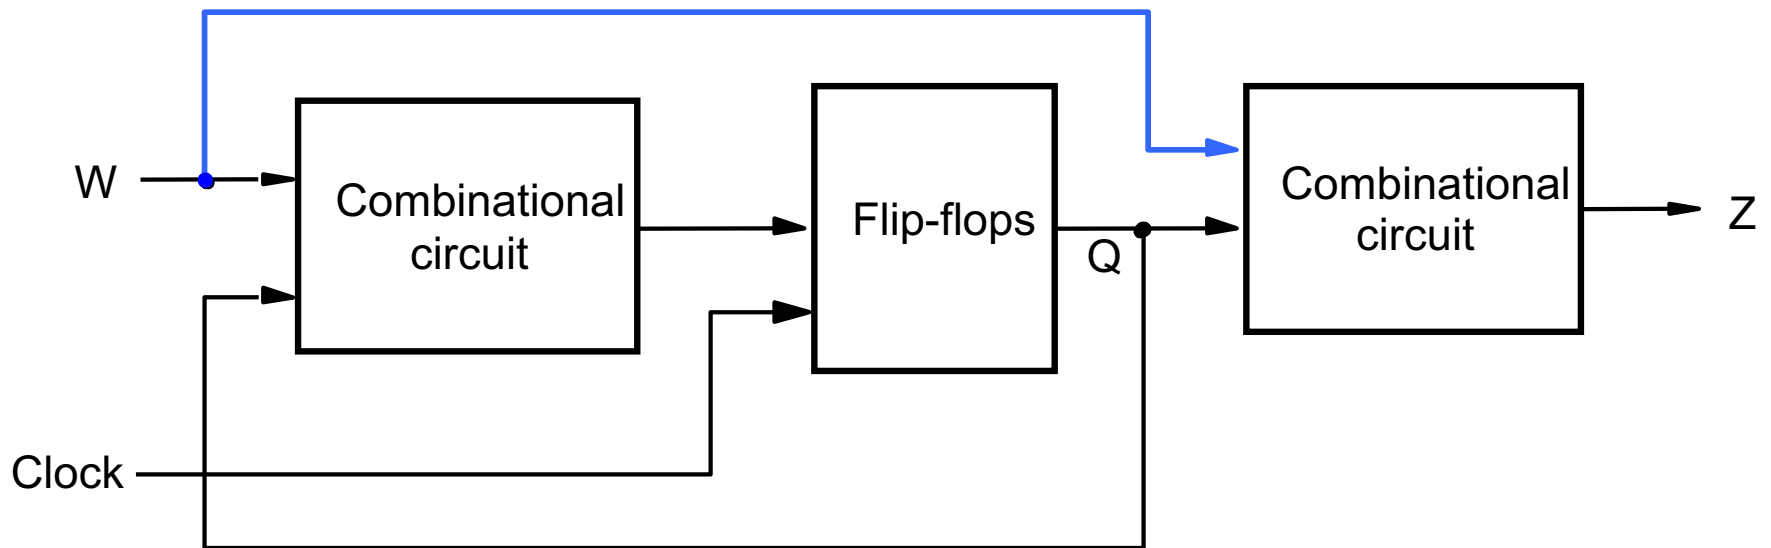 W
Combinational
circuit
Flip-flops
Q
Combinational
circuit
Z
Clock